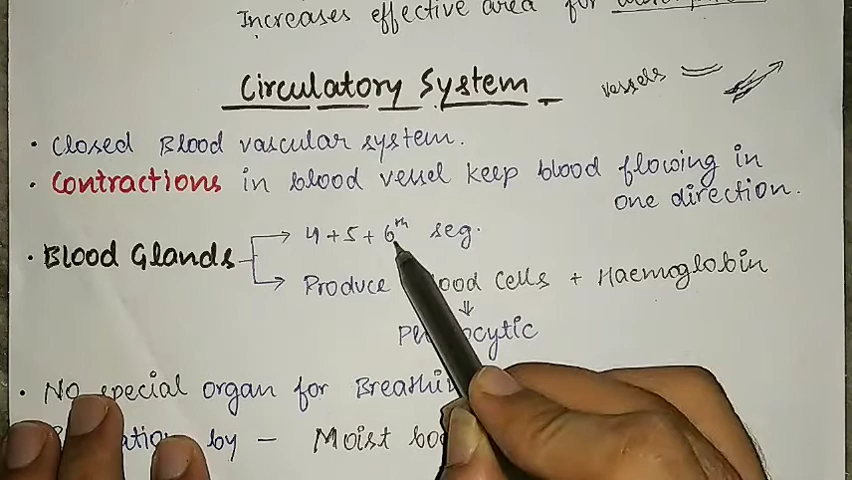 Increases effective area for
Circulatory System
vessels
• Closed Blood vascular system.
• Contractions in blood vessel keep blood flowing in
one direction.
• Blood Glands
4 + 5 + 6th seg.
Produce Cells + Haemoglobin
• No special organ for
by - Moist